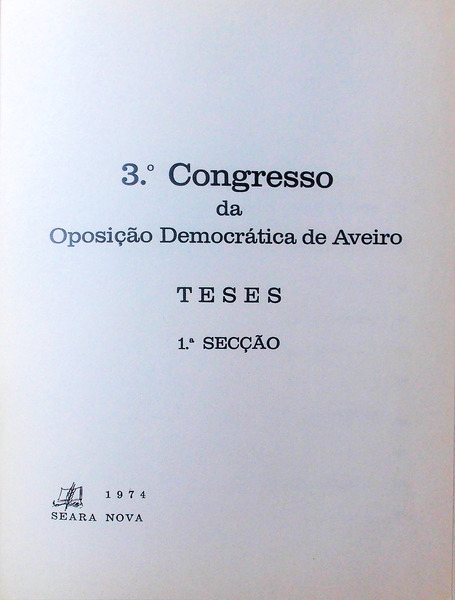 3.º Congresso
da
Oposição Democrática de Aveiro
TESES
1.ª SECÇÃO
1974
SEARA NOVA